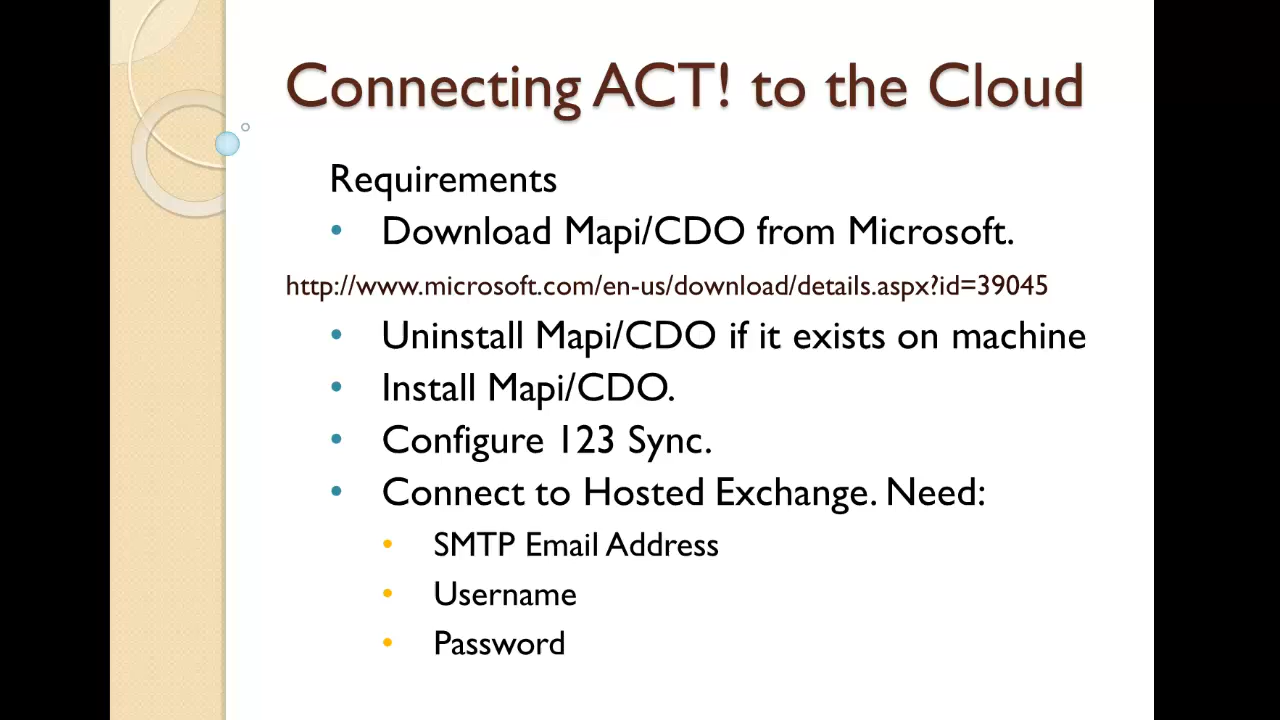 Connecting ACT! to the Cloud
Requirements
• Download Mapi/CDO from Microsoft.
http://www.microsoft.com/en-us/download/details.aspx?id=39045
• Uninstall Mapi/CDO if it exists on machine
• Install Mapi/CDO.
• Configure 123 Sync.
• Connect to Hosted Exchange. Need:
• SMTP Email Address
• Username
• Password